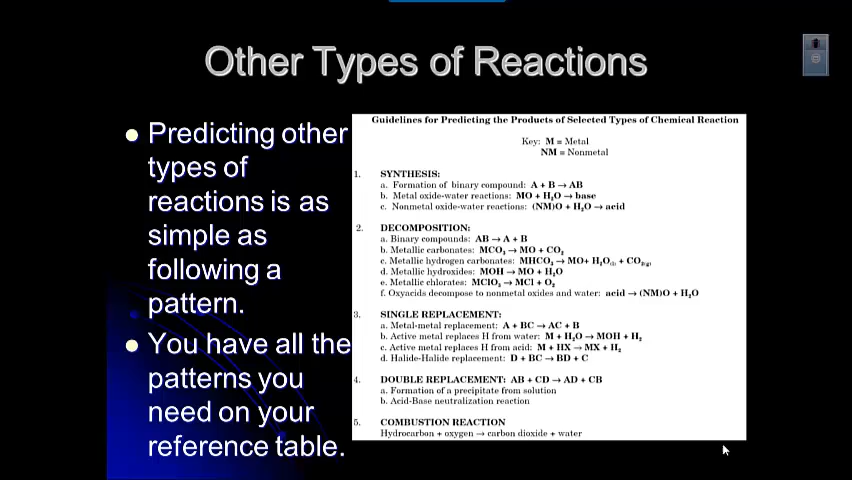 Other Types of Reactions
Predicting other
types of
reactions is as
simple as
following a
pattern.
You have all the
patterns you
need on your
reference table.
Guidelines for Predicting the Products of Selected Types of Chemical Reaction
Key: M = Metal
NM = Nonmetal
1. SYNTHESIS:
a. Formation of binary compound: A + B → AB
b. Metal oxide-water reactions: MO + H₂O → base
c. Nonmetal oxide-water reactions: (NM)O + H₂O → acid
2. DECOMPOSITION:
a. Binary compounds: AB → A + B
b. Metallic carbonates: MCO₃ → MO + CO₂
c. Metallic hydrogen carbonates: MHCO₃ → MO+ H₂O(l) + CO₂(g)
d. Metallic hydroxides: MOH → MO + H₂O
e. Metallic chlorates: MClO₃ → MCl + O₂
f. Oxyacids decompose to nonmetal oxides and water: acid → (NM)O + H₂O
3. SINGLE REPLACEMENT:
a. Metal-metal replacement: A + BC → AC + B
b. Active metal replaces H from water: M + H₂O → MOH + H₂
c. Active metal replaces H from acid: M + HX → MX + H₂
d. Halide-Halide replacement: D + BC → BD + C
4. DOUBLE REPLACEMENT: AB + CD → AD + CB
a. Formation of a precipitate from solution
b. Acid-Base neutralization reaction
5. COMBUSTION REACTION
Hydrocarbon + oxygen → carbon dioxide + water